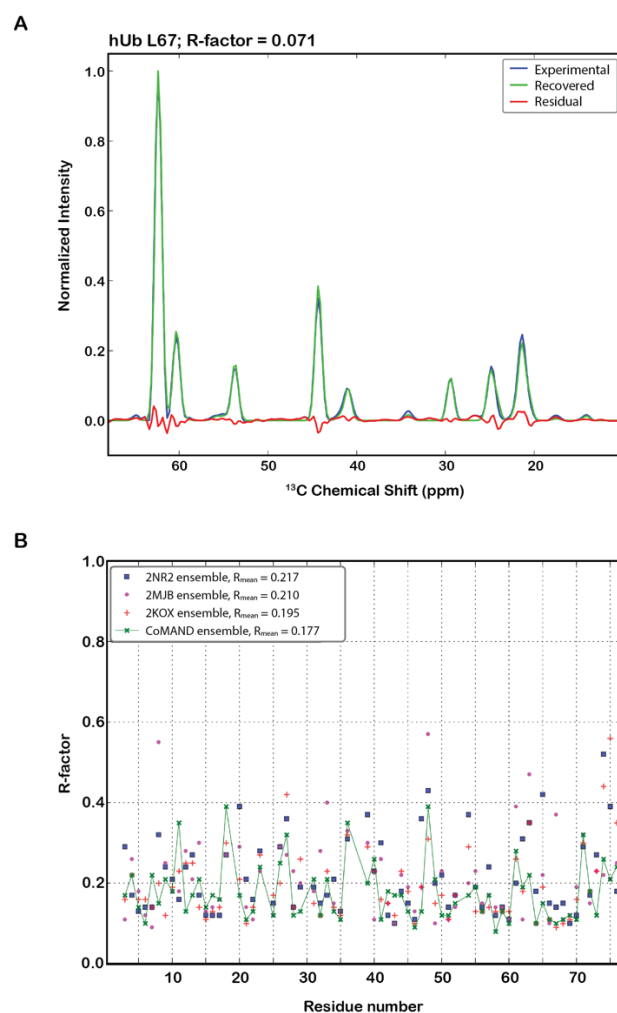 A
hUb L67; R-factor = 0.071
Experimental
Recovered
Residual
1.0
0.8
0.6
0.4
0.2
0.0
Normalized Intensity
60 50 40 30 20
¹³C Chemical Shift (ppm)
B
2NR2 ensemble, Rmean = 0.217
2MJB ensemble, Rmean = 0.210
2KOX ensemble, Rmean = 0.195
CoMAND ensemble, Rmean = 0.177
1.0
0.8
0.6
0.4
0.2
0.0
R-factor
10 20 30 40 50 60 70
Residue number